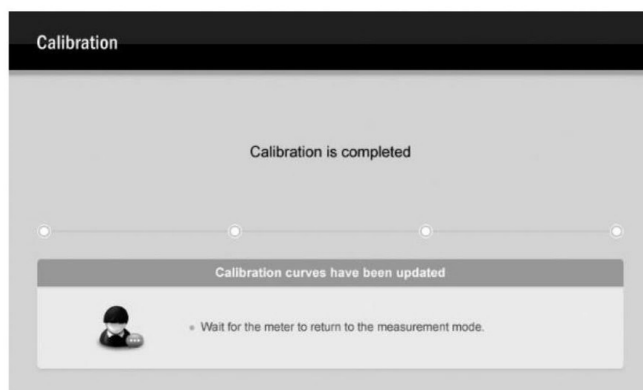 Calibration
Calibration is completed
Calibration curves have been updated
Wait for the meter to return to the measurement mode.